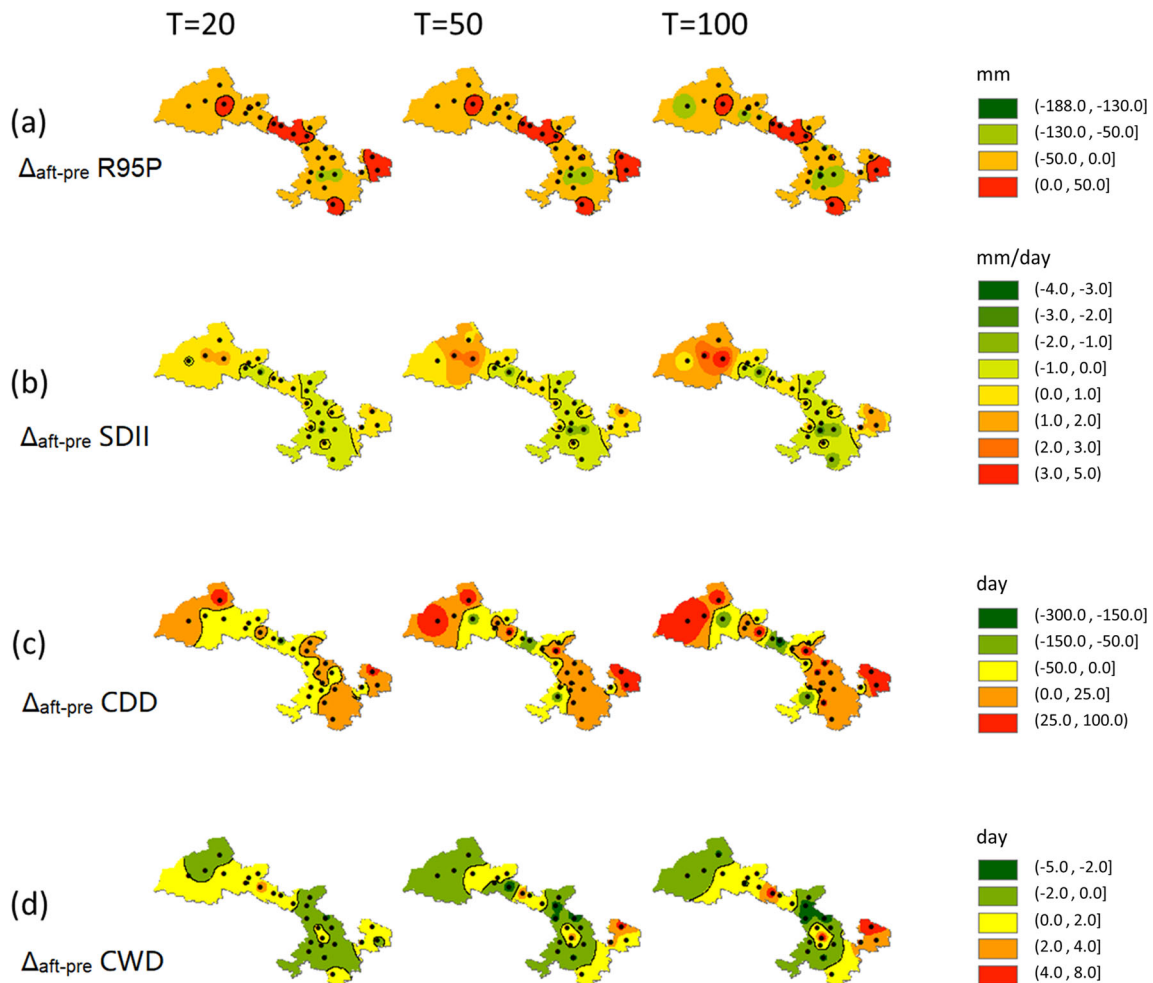 T=20 T=50 T=100
(a)
Δaft-pre R95P
mm
(-188.0, -130.0]
(-130.0, -50.0]
(-50.0, 0.0]
(0.0, 50.0]
(b)
Δaft-pre SDII
mm/day
(-4.0 , -3.0]
(-3.0 , -2.0]
(-2.0 , -1.0]
(-1.0 , 0.0]
(0.0 , 1.0]
(1.0 , 2.0]
(2.0 , 3.0]
(3.0 , 5.0)
(c)
Δaft-pre CDD
day
(-300.0, -150.0]
(-150.0, -50.0]
(-50.0, 0.0]
(0.0 , 25.0]
(25.0 , 100.0)
(d)
Δaft-pre CWD
day
(-5.0, -2.0]
(-2.0, 0.0]
(0.0, 2.0]
(2.0, 4.0]
(4.0, 8.0]